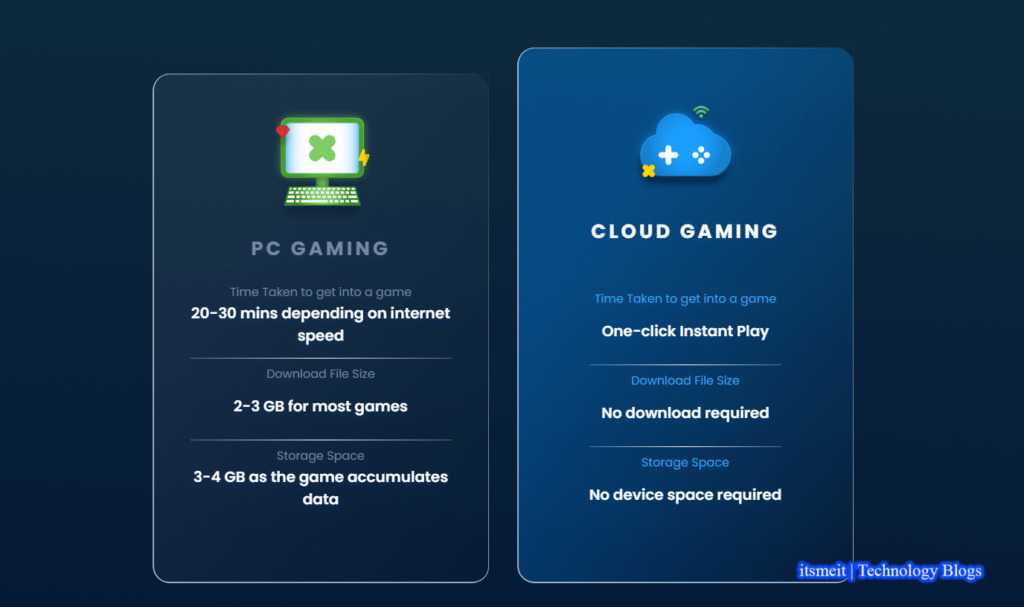 PC GAMING
Time Taken to get into a game
20-30 mins depending on internet
speed
Download File Size
2-3 GB for most games
Storage Space
3-4 GB as the game accumulates
data
CLOUD GAMING
Time Taken to get into a game
One-click Instant Play
Download File Size
No download required
Storage Space
No device space required
itsmeit | Technology Blogs